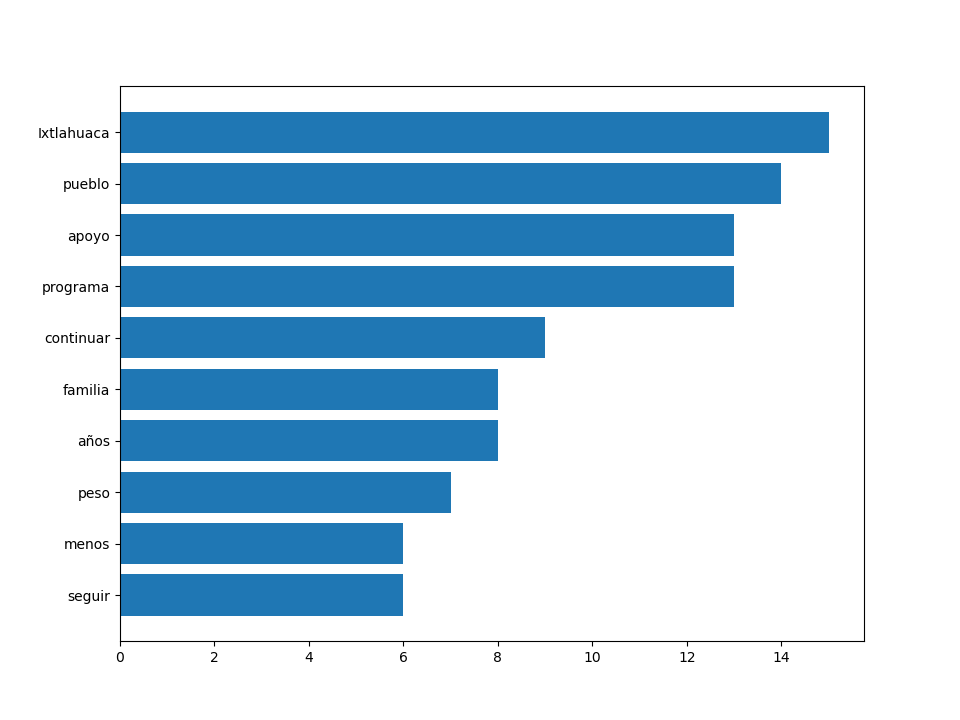 Ixtlahuaca
pueblo
apoyo
programa
continuar
familia
años
peso
menos
seguir
0 2 4 6 8 10 12 14